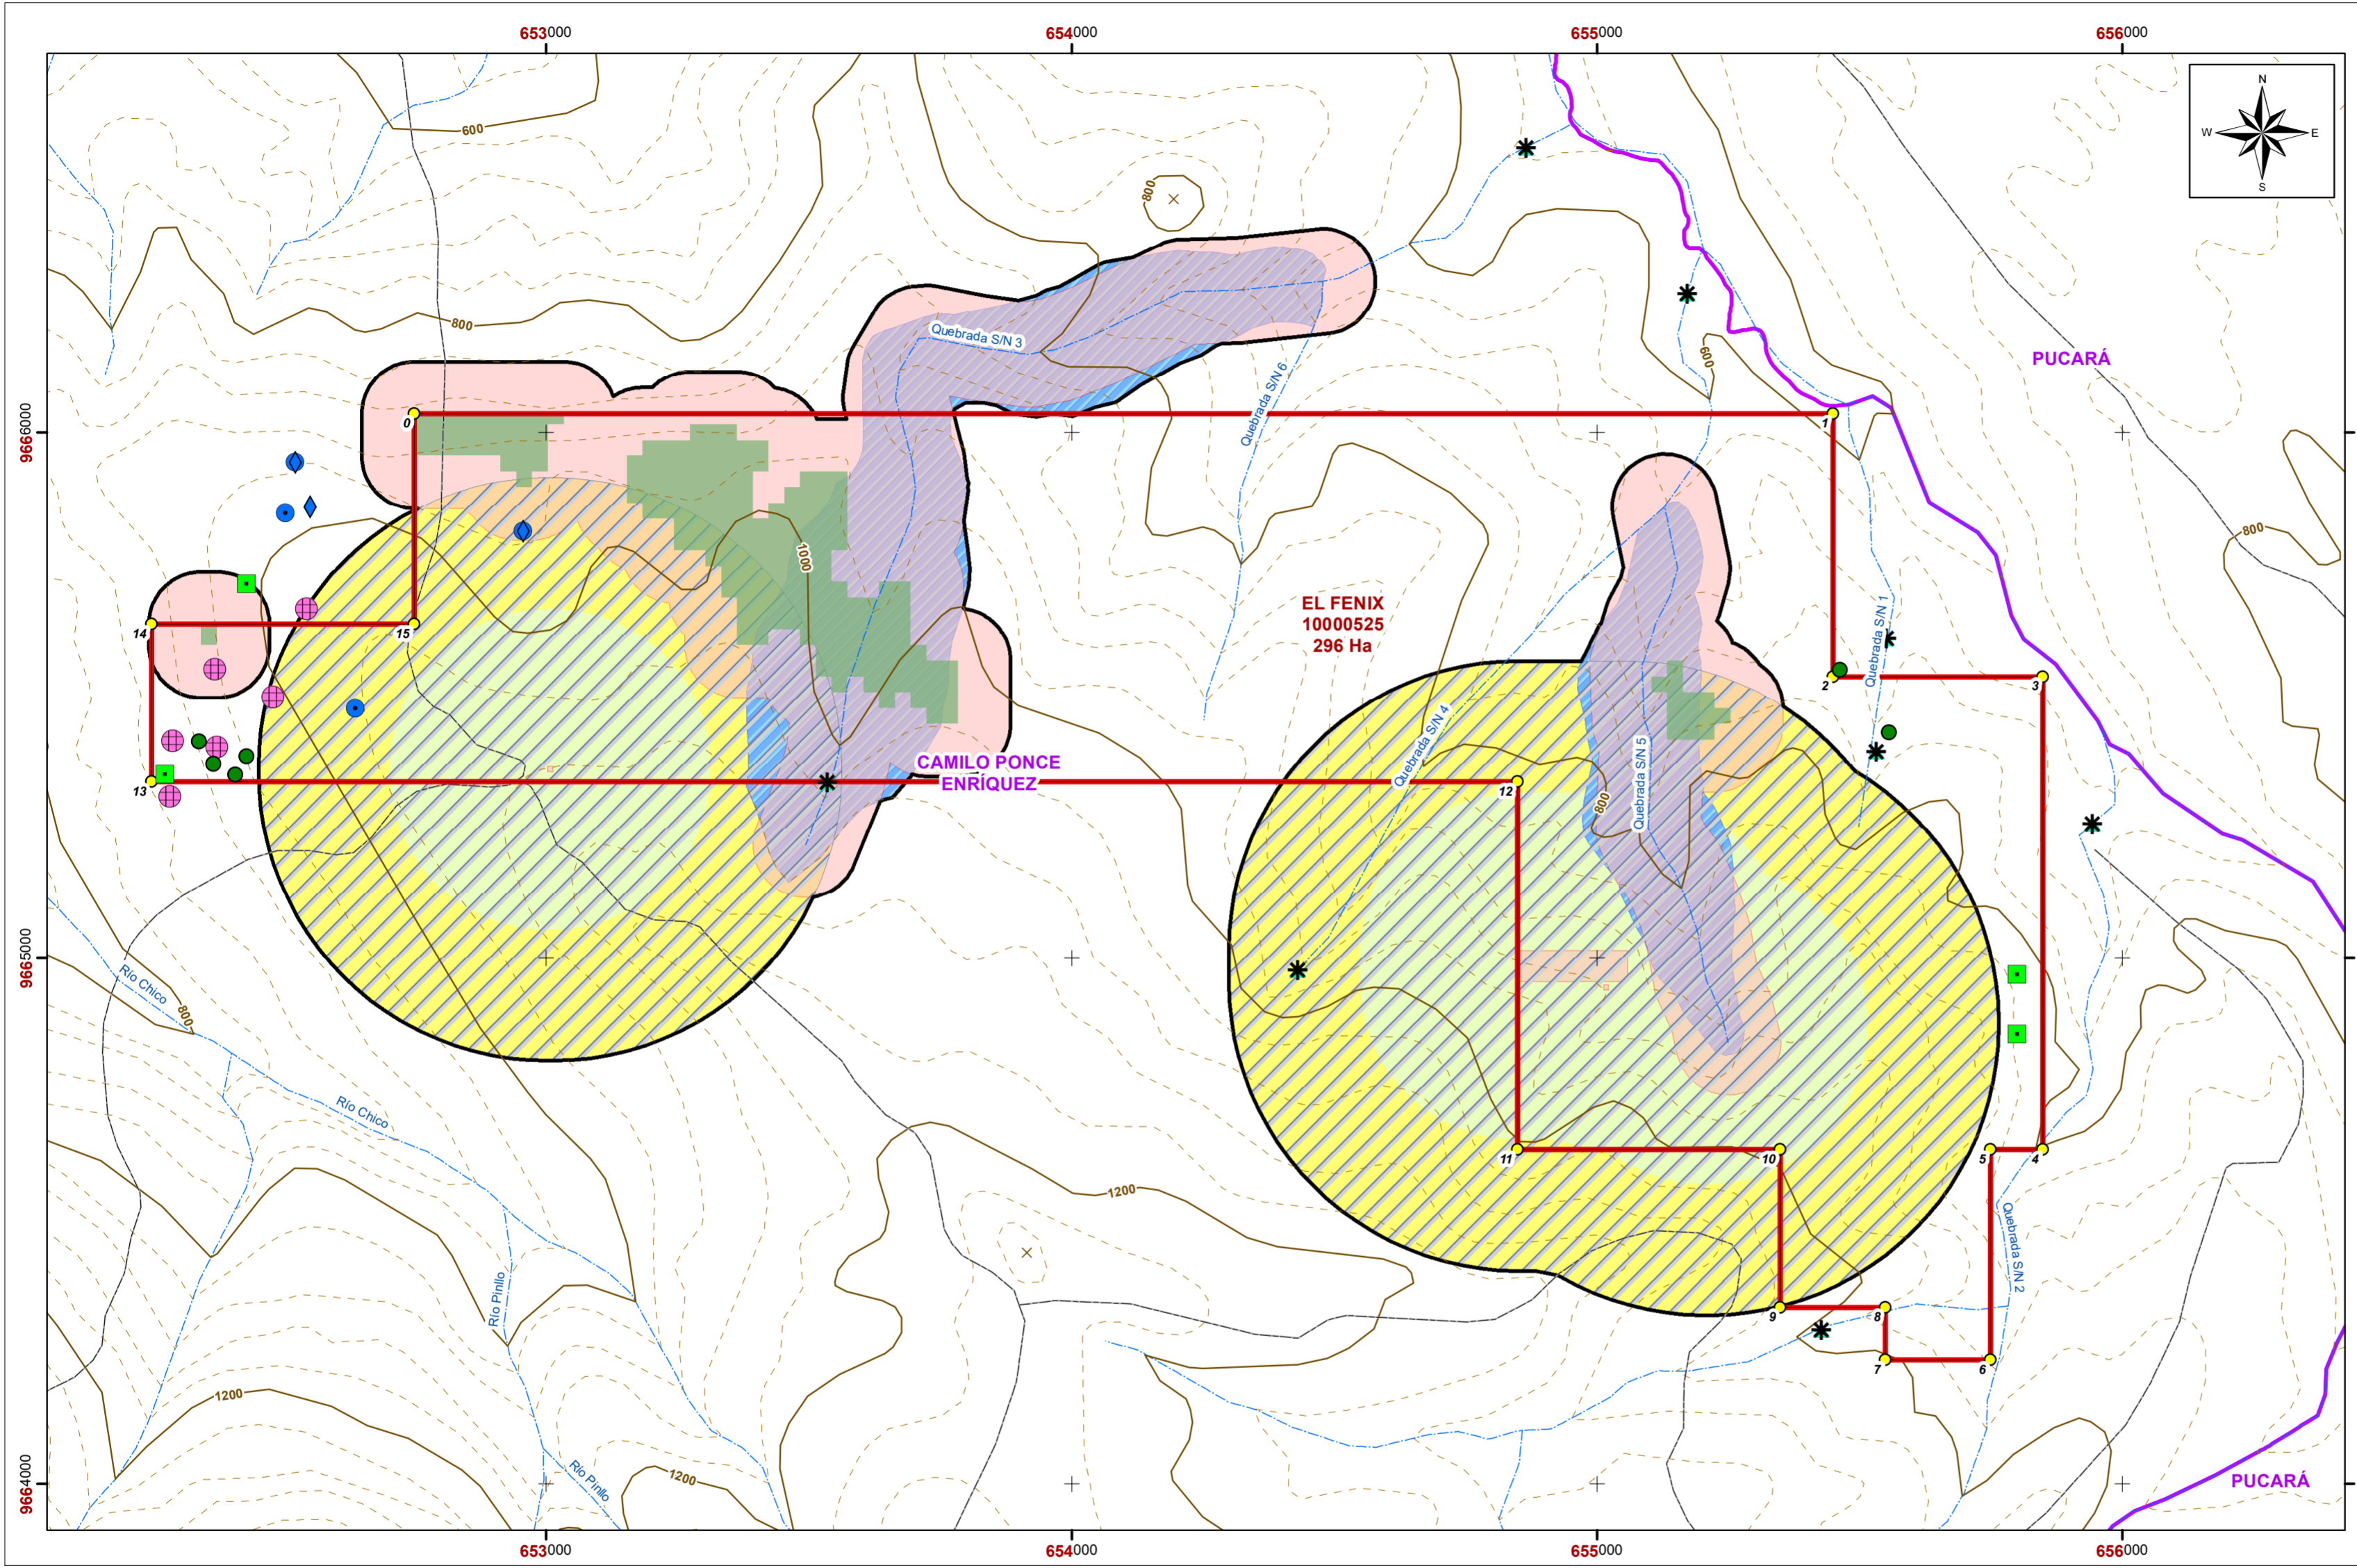 653000
654000
655000
656000
N
W
E
S
600
800
800
Quebrada S/N 3
600
PUCARÁ
Quebrada S/N 6
0
1
9666000
9666000
800
1000
EL FENIX
10000525
296 Ha
Quebrada S/N 1
14
15
2
3
Quebrada S/N 4
Quebrada S/N 5
CAMILO PONCE
ENRÍQUEZ
13
12
800
9665000
Río Chico
800
Río Chico
11
10
5
4
1200
Quebrada S/N 2
Río Pinllo
9
8
7
6
1200
1200
Río Pinllo
9664000
PUCARÁ
653000
654000
655000
656000